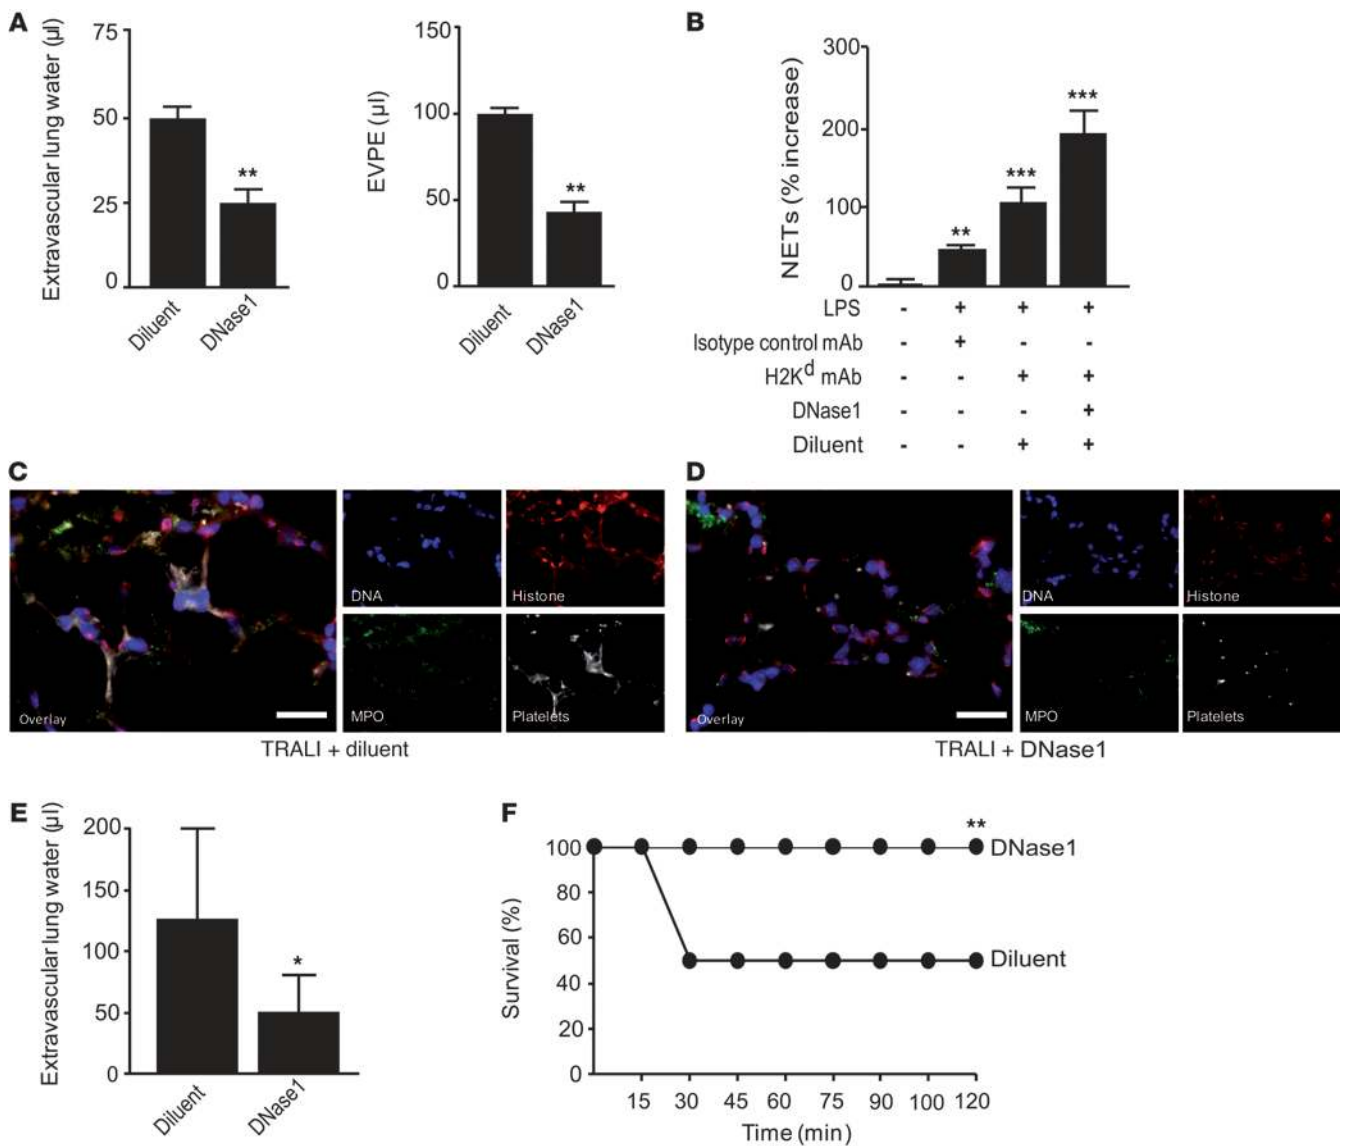 A
Extravascular lung water (µl)
75
50
25
0
Diluent
DNase1
**
EVPE (µl)
150
100
50
0
Diluent
DNase1
**
B
NETs (% increase)
300
200
100
0
**
***
***
LPS - + + +
Isotype control mAb - + - -
H2Kd mAb - - + +
DNase1 - - - +
Diluent - - + +
C
Overlay
DNA
Histone
MPO
Platelets
TRALI + diluent
D
Overlay
DNA
Histone
MPO
Platelets
TRALI + DNase1
E
Extravascular lung water (µl)
200
150
100
50
0
*
Diluent
DNase1
F
Survival (%)
100
80
60
40
20
0
**
DNase1
Diluent
15 30 45 60 75 90 100 120
Time (min)